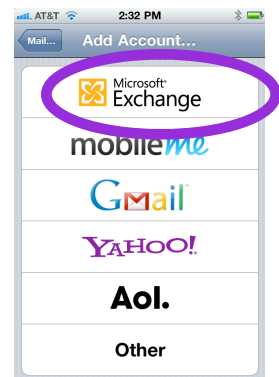 AT&T 2:32 PM
Mail... Add Account...
Microsoft®
Exchange
mobileme
Gmail
YAHOO!
Aol.
Other